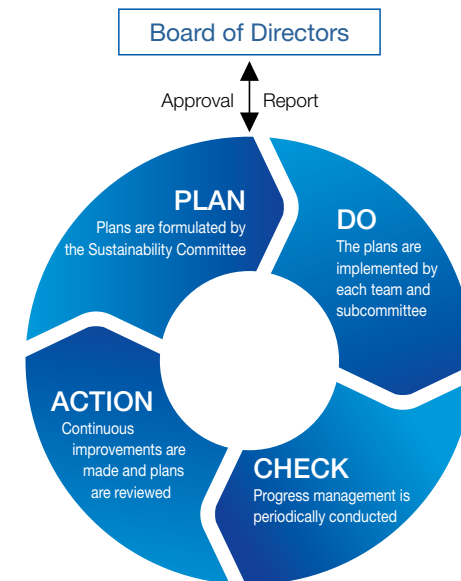 Board of Directors
Approval Report
PLAN
Plans are formulated by
the Sustainability Committee
DO
The plans are
implemented by
each team and
subcommittee
CHECK
Progress management is
periodically conducted
ACTION
Continuous
improvements are
made and plans
are reviewed